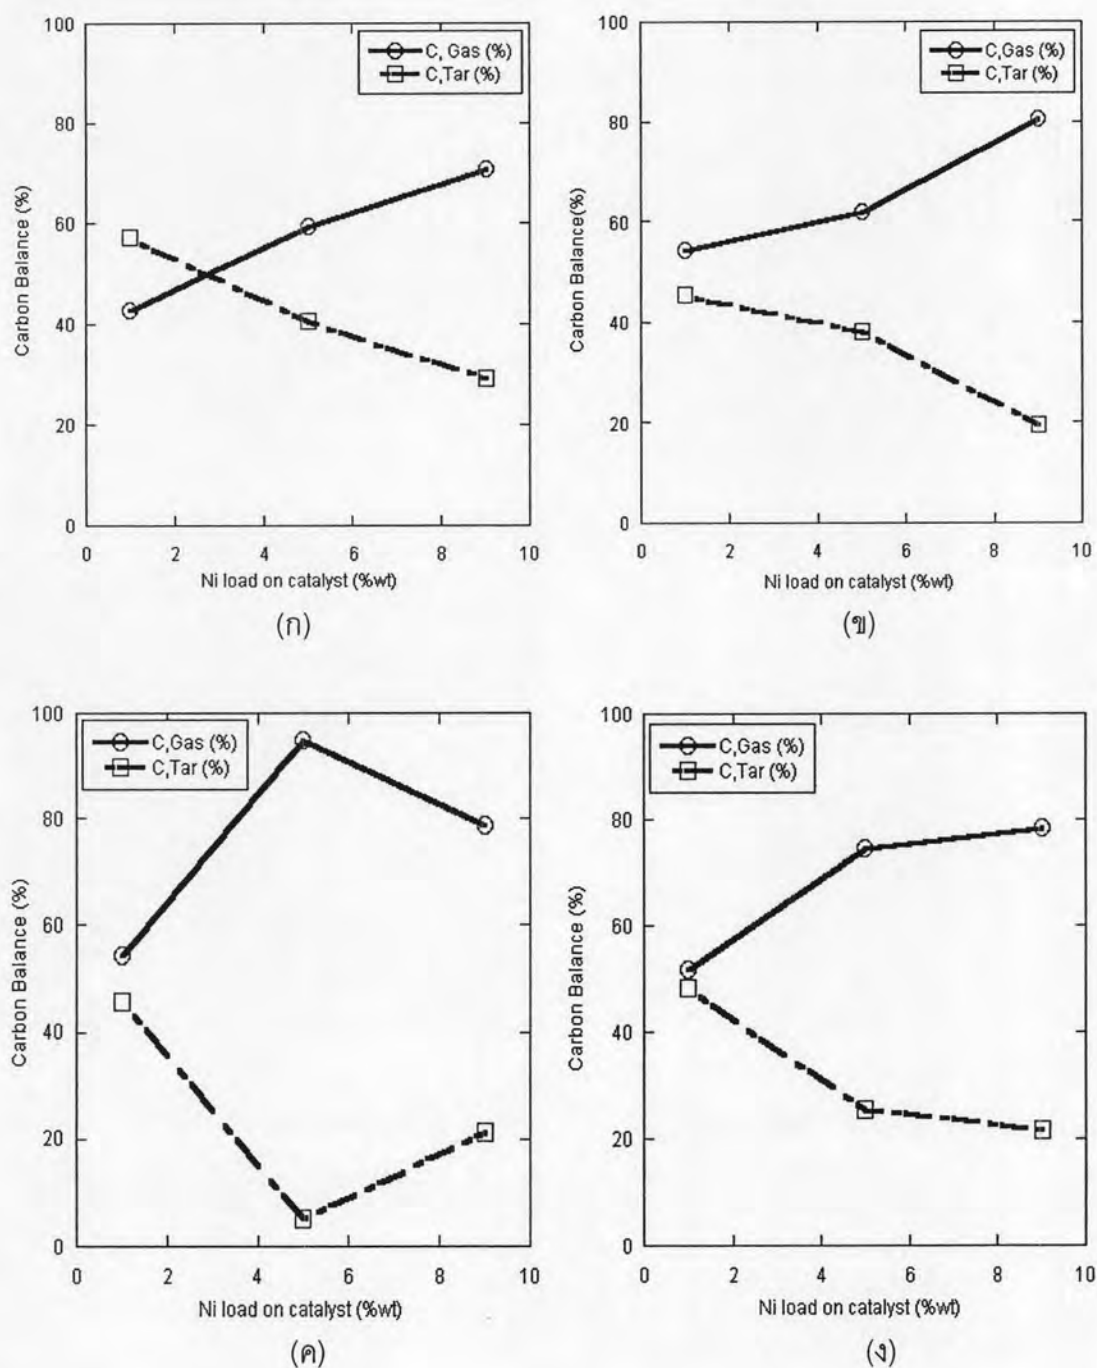 100
80
60
40
20
0
Carbon Balance (%)
C, Gas (%)
C,Tar (%)
0 2 4 6 8 10
Ni load on catalyst (%wt)
(ก)
100
80
60
40
20
0
Carbon Balance(%)
C, Gas (%)
C,Tar (%)
0 2 4 6 8 10
Ni load on catalyst (%wt)
(ข)
100
80
60
40
20
0
Carbon Balance (%)
C,Gas (%)
C,Tar (%)
0 2 4 6 8 10
Ni load on catalyst (%wt)
(ค)
100
80
60
40
20
0
Carbon Balance (%)
C,Gas (%)
C,Tar (%)
0 2 4 6 8 10
Ni load on catalyst (%wt)
(ง)